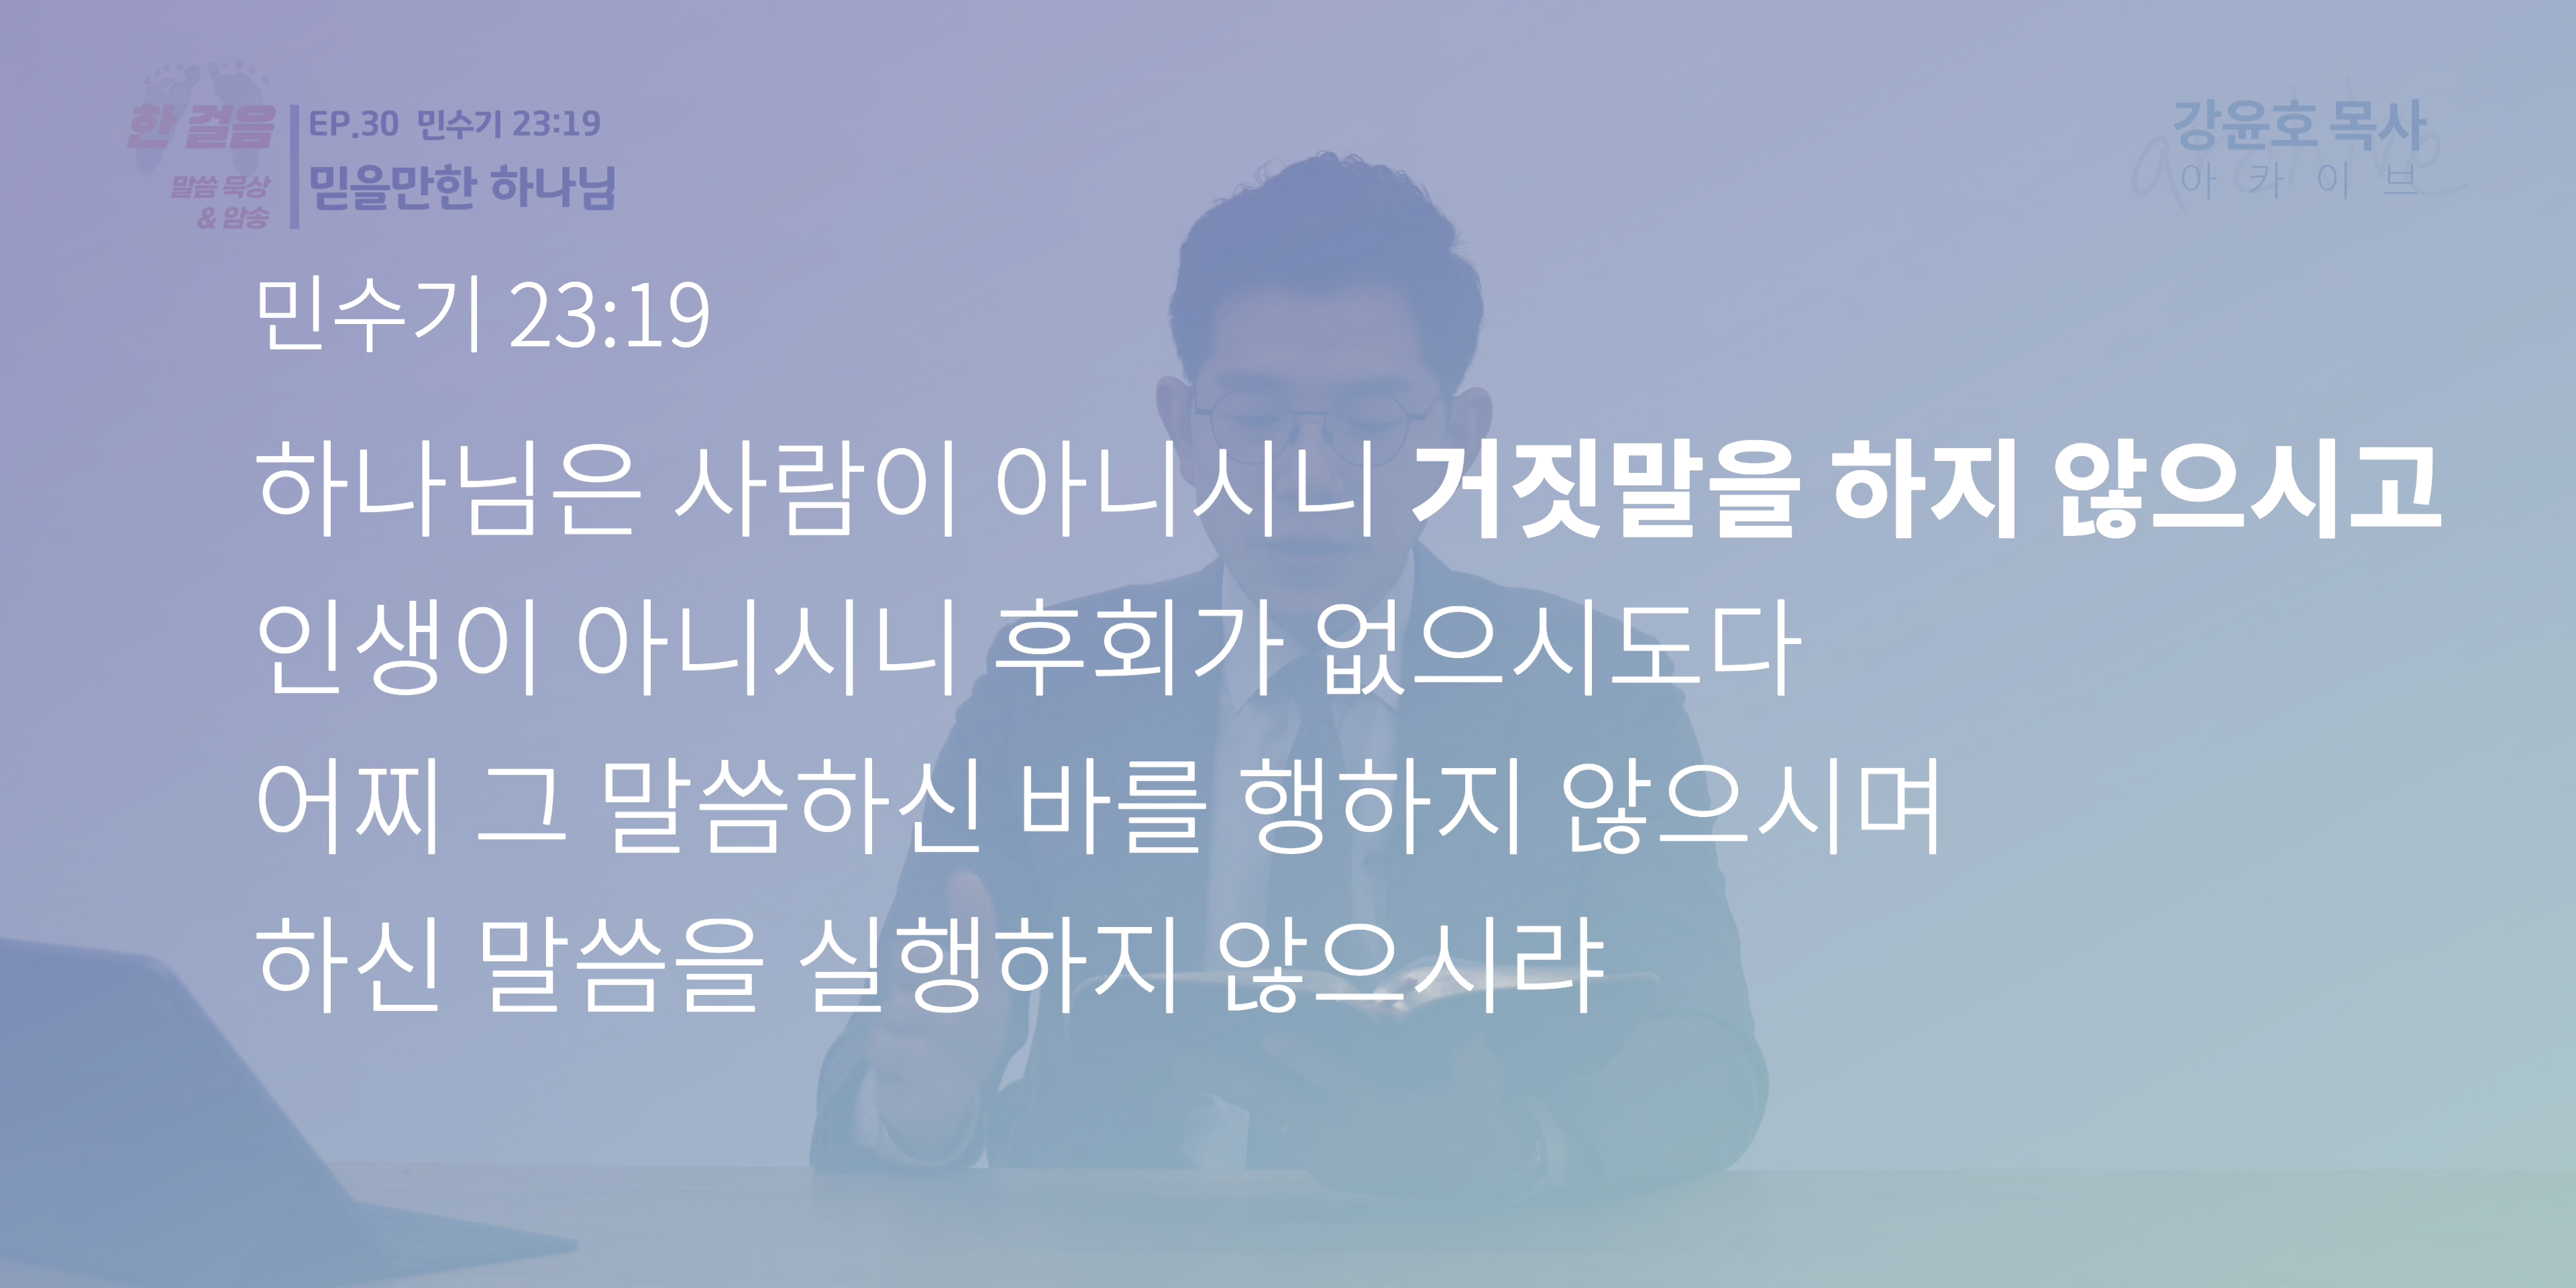 한 걸음
말씀 묵상
& 암송
EP.30 민수기 23:19
믿을만한 하나님
강윤호 목사
아카이브
archive
민수기 23:19
하나님은 사람이 아니시니 거짓말을 하지 않으시고
인생이 아니시니 후회가 없으시도다
어찌 그 말씀하신 바를 행하지 않으시며
하신 말씀을 실행하지 않으시랴